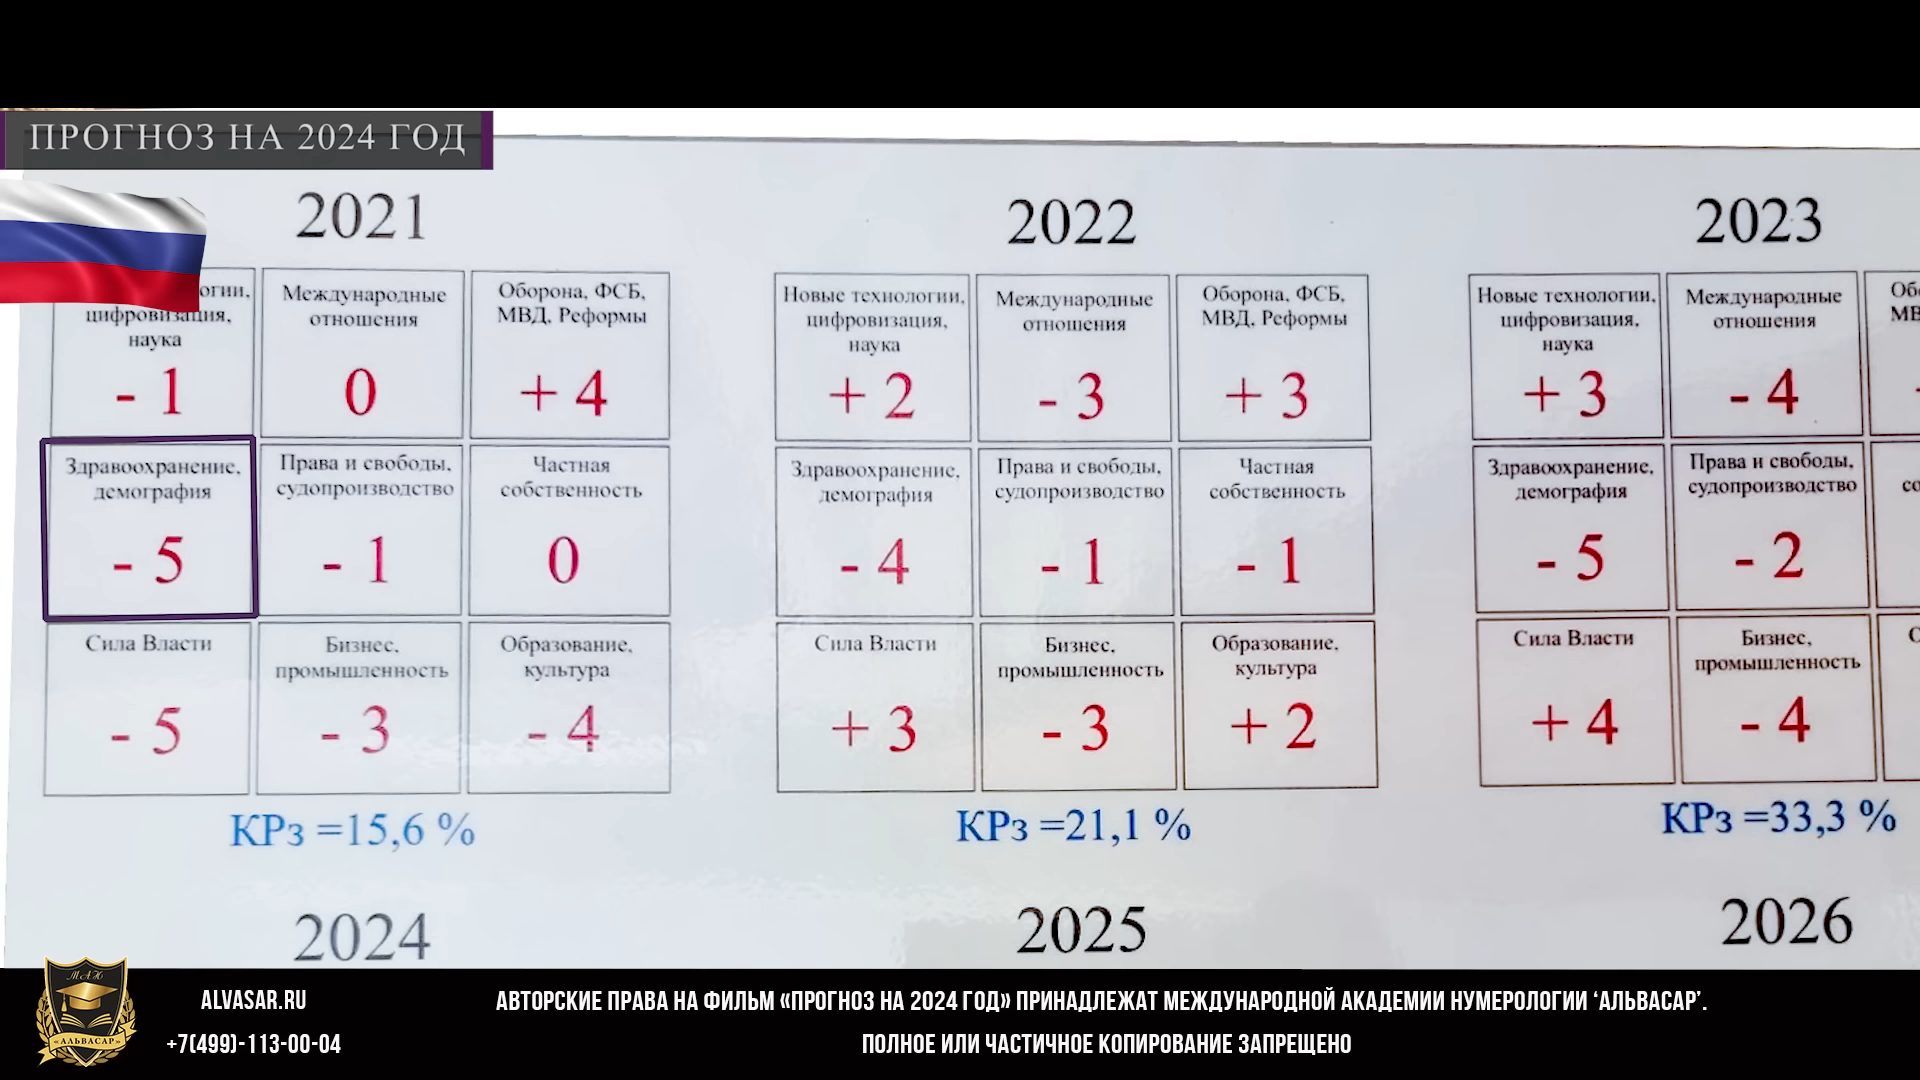 ПРОГНОЗ НА 2024 ГОД
2021
огии,
цифровизация,
наука
- 1
Международные
отношения
0
Оборона, ФСБ,
МВД, Реформы
+ 4
Здравоохранение,
демография
- 5
Права и свободы,
судопроизводство
- 1
Частная
собственность
0
Сила Власти
- 5
Бизнес,
промышленность
- 3
Образование,
культура
- 4
КРз =15,6 %
2022
Новые технологии,
цифровизация,
наука
+ 2
Международные
отношения
- 3
Оборона, ФСБ,
МВД, Реформы
+ 3
Здравоохранение,
демография
- 4
Права и свободы,
судопроизводство
- 1
Частная
собственность
- 1
Сила Власти
+ 3
Бизнес,
промышленность
- 3
Образование,
культура
+ 2
КРз =21,1 %
2023
Новые технологии,
цифровизация,
наука
+ 3
Международные
отношения
- 4
Здравоохранение,
демография
- 5
Права и свободы,
судопроизводство
- 2
Сила Власти
+ 4
Бизнес,
промышленность
- 4
КРз =33,3 %
2024
2025
2026
МАН
«АЛЬВАСАР»
ALVASAR.RU
+7(499)-113-00-04
АВТОРСКИЕ ПРАВА НА ФИЛЬМ «ПРОГНОЗ НА 2024 ГОД» ПРИНАДЛЕЖАТ МЕЖДУНАРОДНОЙ АКАДЕМИИ НУМЕРОЛОГИИ ‘АЛЬВАСАР’.
ПОЛНОЕ ИЛИ ЧАСТИЧНОЕ КОПИРОВАНИЕ ЗАПРЕЩЕНО